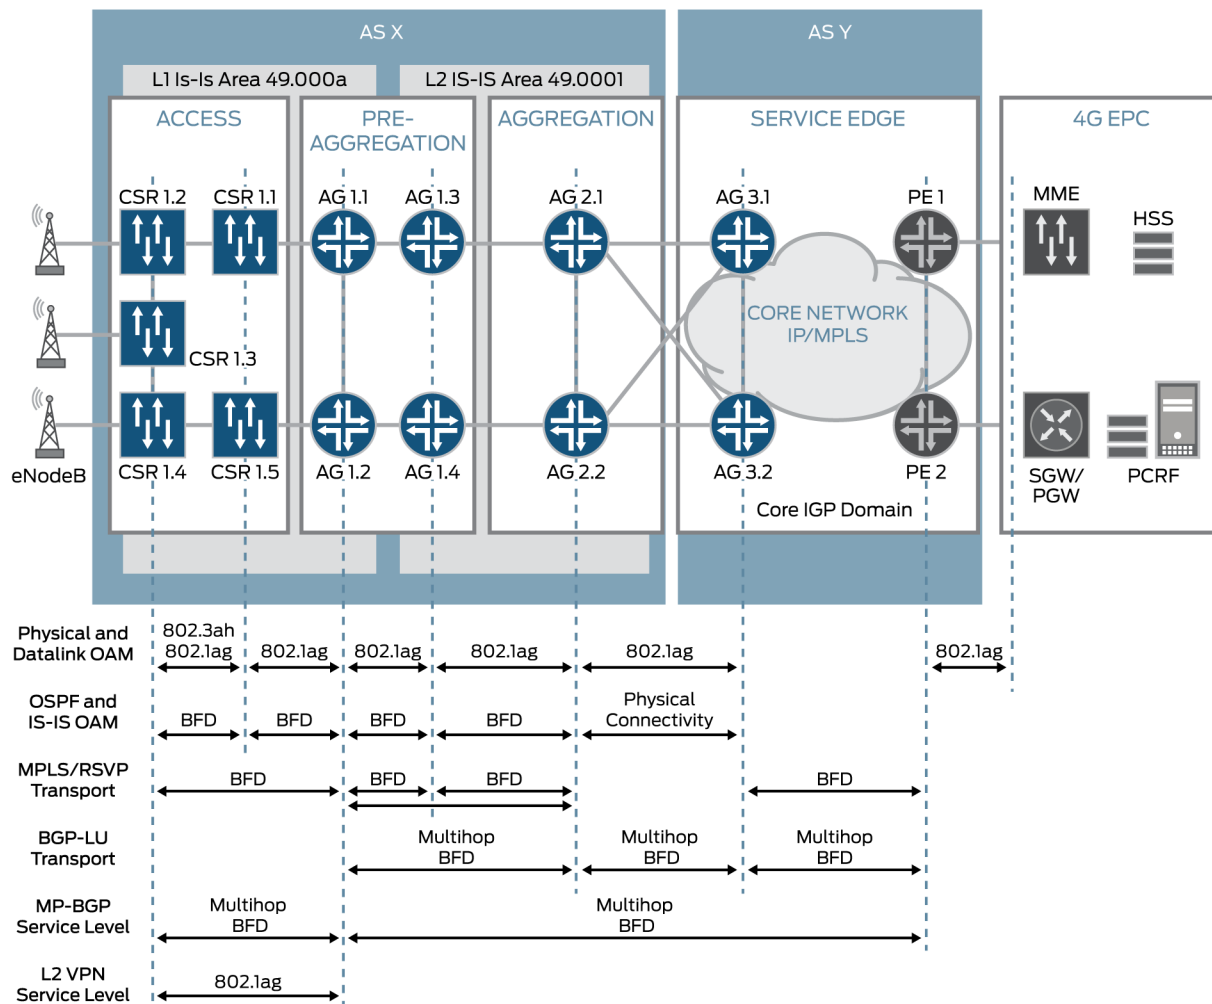 AS X
AS Y
L1 Is-Is Area 49.000a
L2 IS-IS Area 49.0001
ACCESS
PRE-
AGGREGATION
AGGREGATION
SERVICE EDGE
4G EPC
CSR 1.2
CSR 1.1
AG 1.1
AG 1.3
AG 2.1
AG 3.1
PE 1
MME
HSS
CORE NETWORK
IP/MPLS
CSR 1.3
eNodeB
CSR 1.4
CSR 1.5
AG 1.2
AG 1.4
AG 2.2
AG 3.2
PE 2
SGW/
PGW
PCRF
Core IGP Domain
Physical and
Datalink OAM
802.3ah
802.1ag
802.1ag
802.1ag
802.1ag
802.1ag
802.1ag
OSPF and
IS-IS OAM
BFD
BFD
BFD
BFD
Physical
Connectivity
MPLS/RSVP
Transport
BFD
BFD
BFD
BFD
BGP-LU
Transport
Multihop
BFD
Multihop
BFD
Multihop
BFD
MP-BGP
Service Level
Multihop
BFD
Multihop
BFD
L2 VPN
Service Level
802.1ag